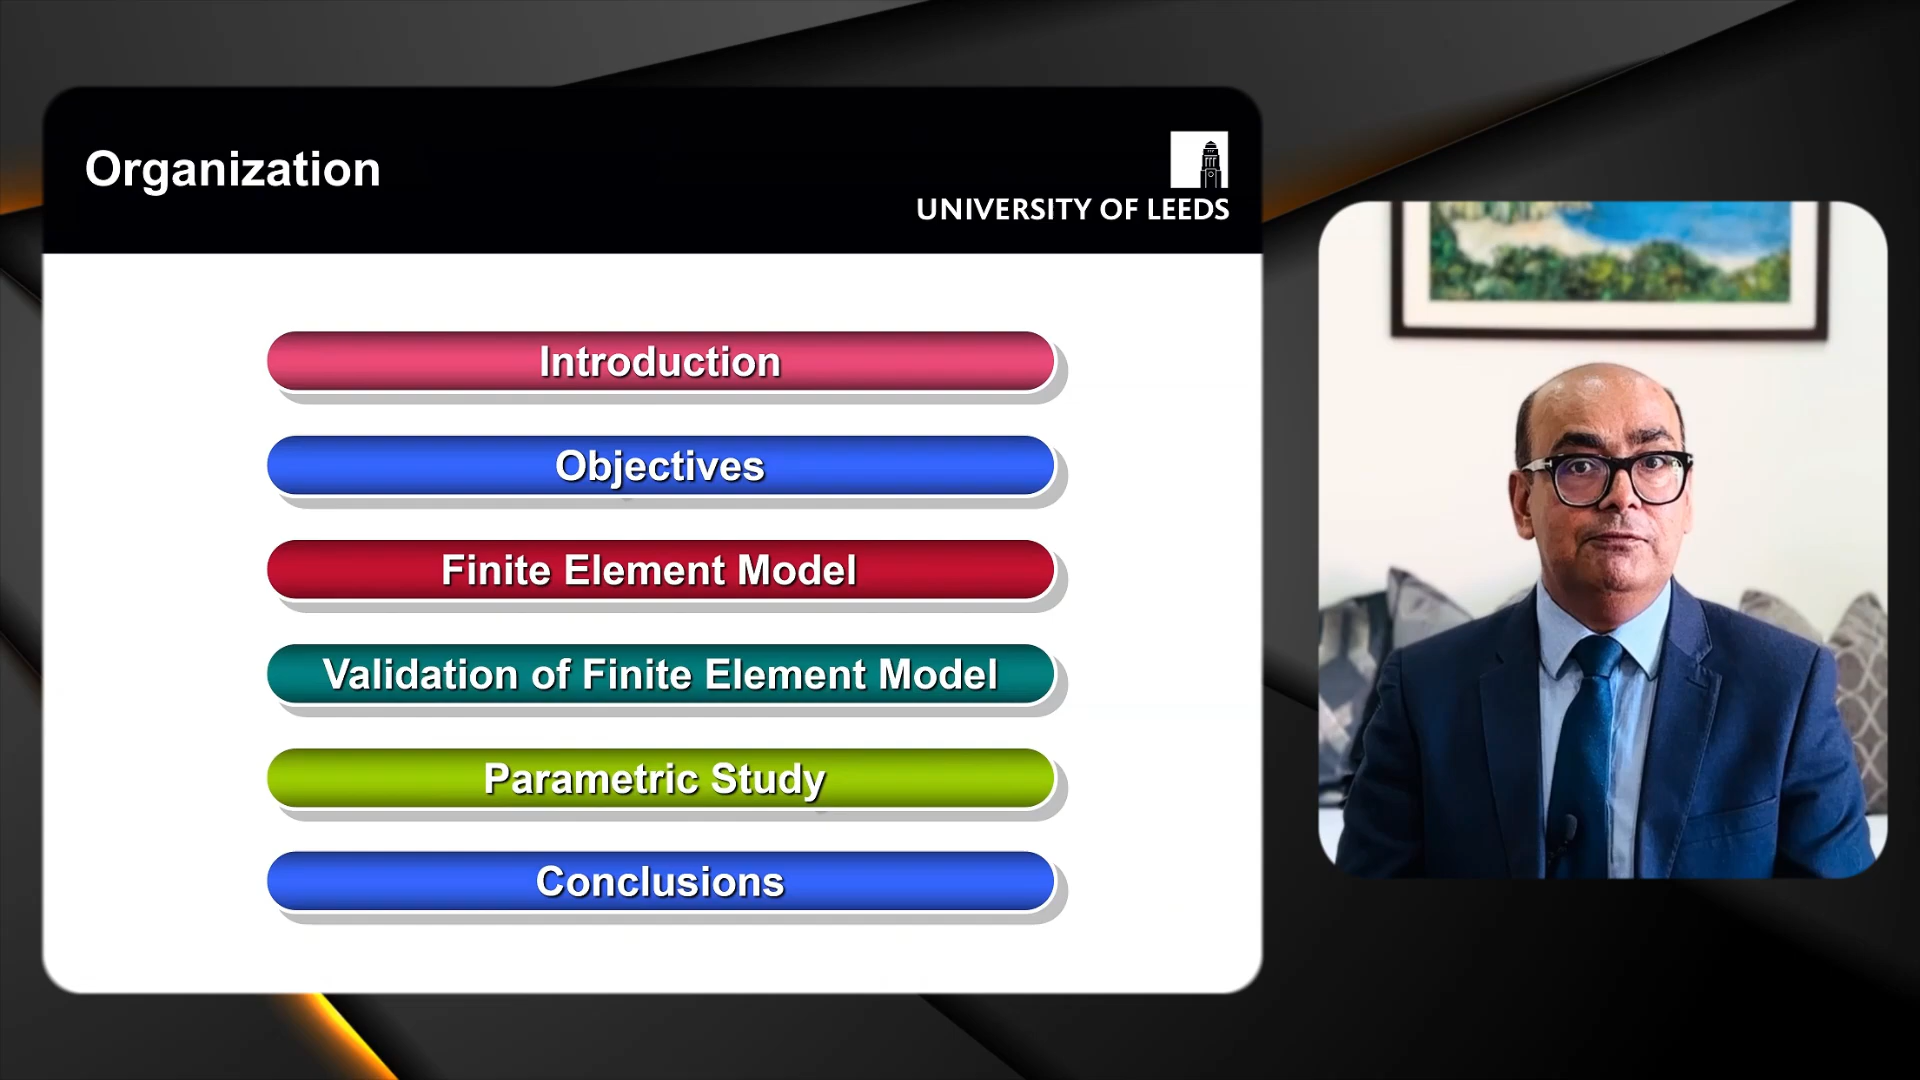 Organization
UNIVERSITY OF LEEDS
Introduction
Objectives
Finite Element Model
Validation of Finite Element Model
Parametric Study
Conclusions